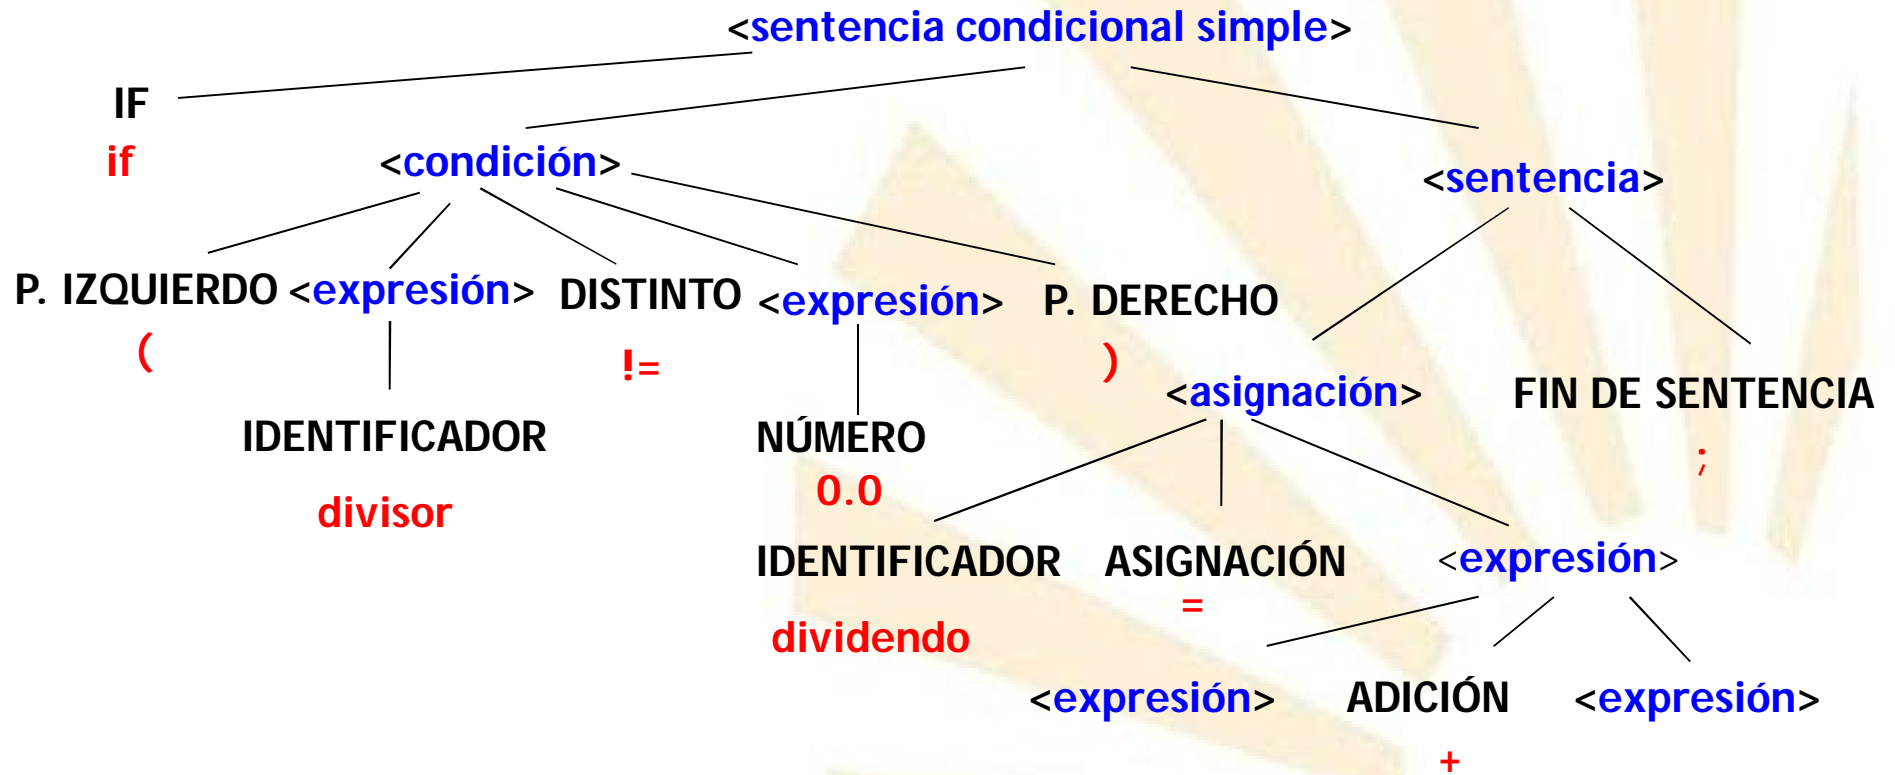 <sentencia condicional simple>
IF
if
<condición>
<sentencia>
P. IZQUIERDO <expresión> DISTINTO <expresión> P. DERECHO
( != )
<asignación> FIN DE SENTENCIA
;
IDENTIFICADOR NÚMERO
divisor 0.0
IDENTIFICADOR ASIGNACIÓN <expresión>
=
dividendo
<expresión> ADICIÓN <expresión>
+